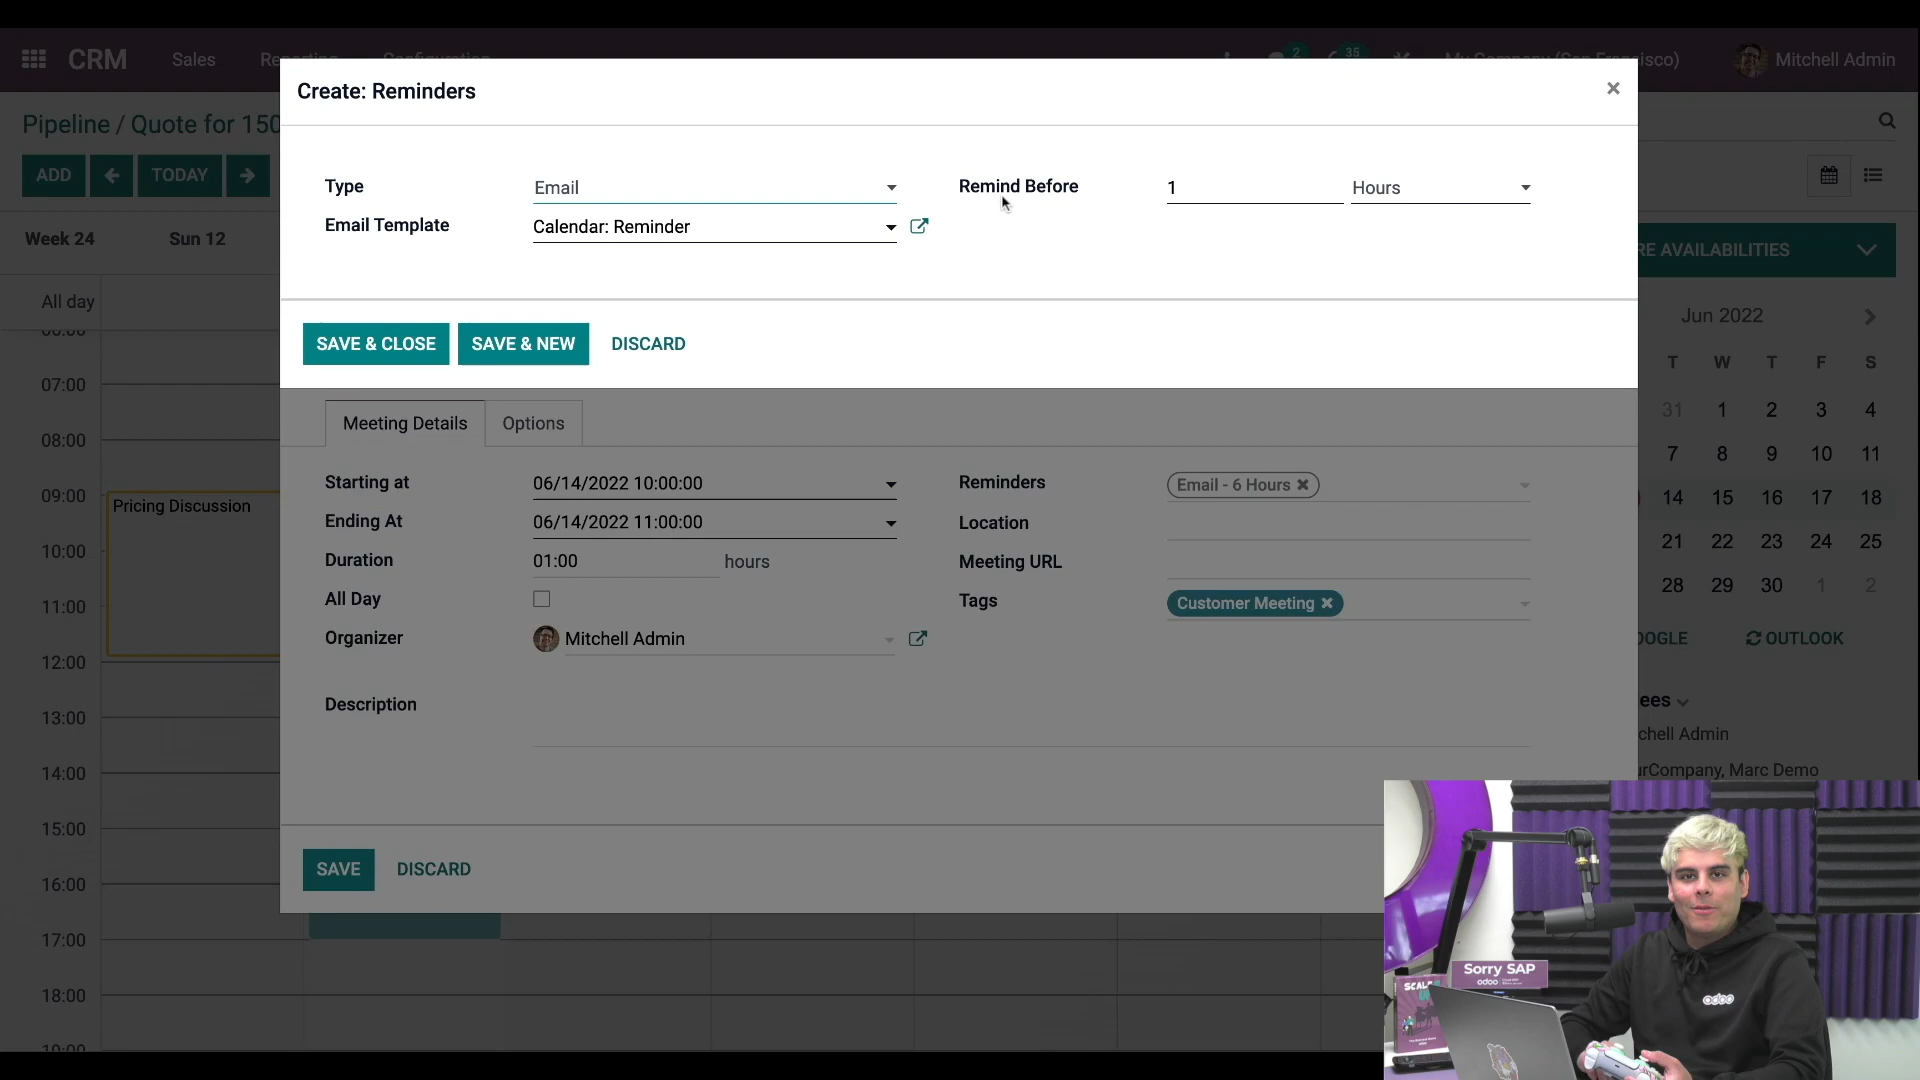 CRM
Sales
2
35
Mitchell Admin
Create: Reminders
Pipeline / Quote for 150
ADD
TODAY
Type
Email
Remind Before
1
Hours
Email Template
Calendar: Reminder
Week 24
Sun 12
All day
SAVE & CLOSE
SAVE & NEW
DISCARD
AVAILABILITIES
Jun 2022
T W T F S
31 1 2 3 4
7 8 9 10 11
14 15 16 17 18
21 22 23 24 25
28 29 30 1 2
OUTLOOK
Mitchell Admin
Company, Marc Demo
07:00
08:00
09:00
Pricing Discussion
10:00
11:00
12:00
13:00
14:00
15:00
16:00
17:00
18:00
Meeting Details
Options
Starting at
06/14/2022 10:00:00
Reminders
Email - 6 Hours
Ending At
06/14/2022 11:00:00
Location
Duration
01:00
hours
Meeting URL
All Day
Tags
Customer Meeting
Organizer
Mitchell Admin
Description
SAVE
DISCARD
Sorry SAP
odoo
SCALE
odoo